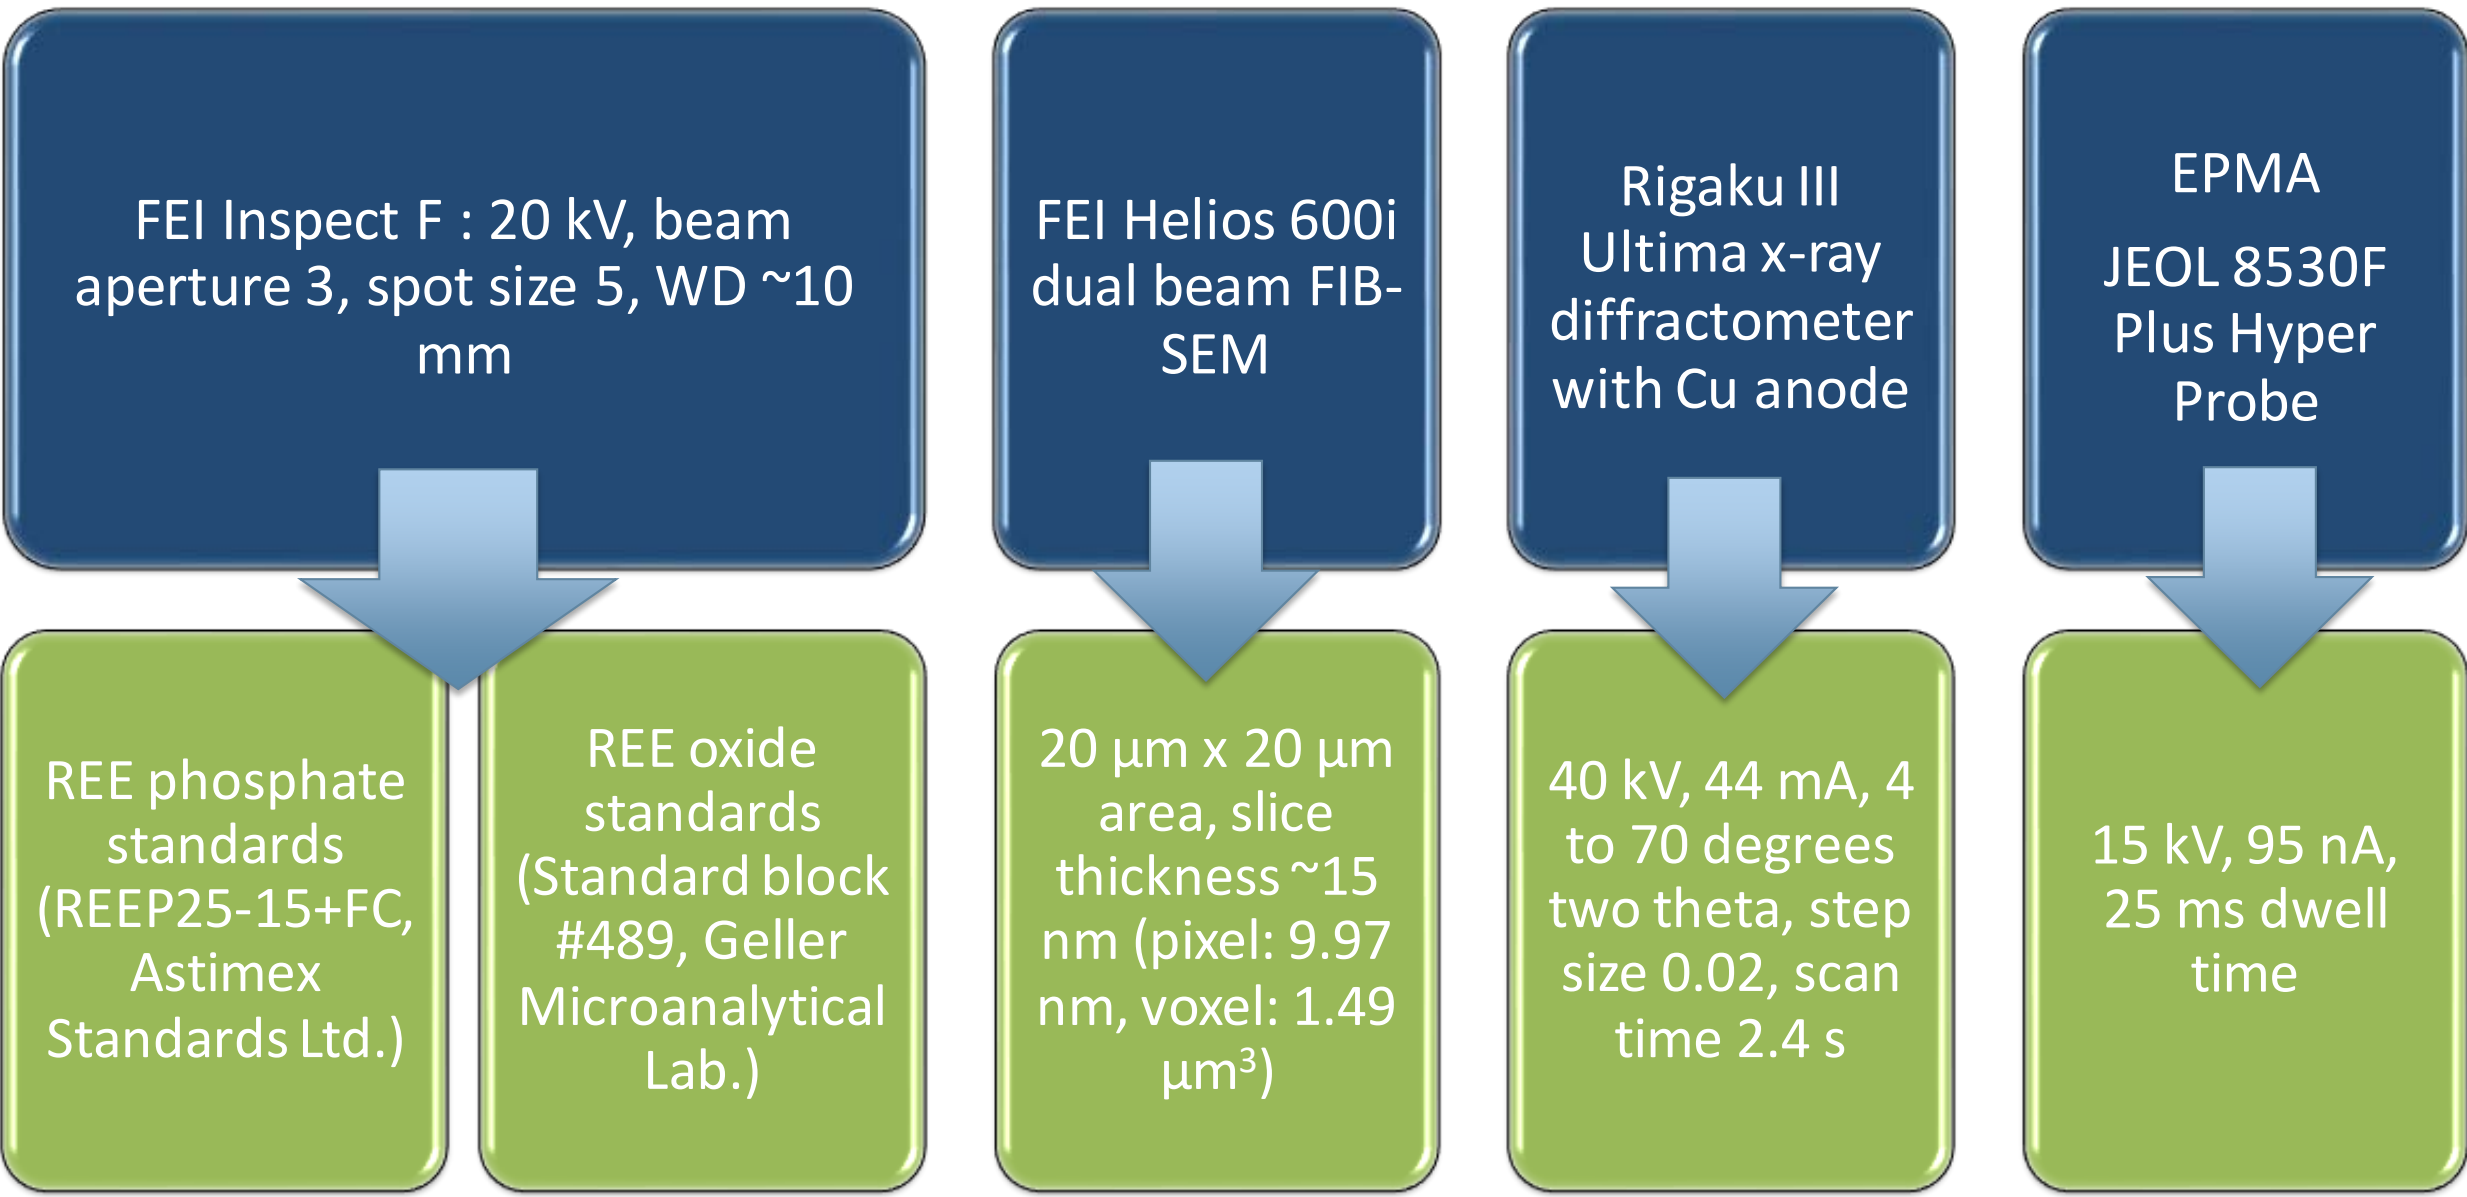 FEI Inspect F : 20 kV, beam
aperture 3, spot size 5, WD ~10
mm
FEI Helios 600i
dual beam FIB-
SEM
Rigaku III
Ultima x-ray
diffractometer
with Cu anode
EPMA
JEOL 8530F
Plus Hyper
Probe
REE phosphate
standards
(REEP25-15+FC,
Astimex
Standards Ltd.)
REE oxide
standards
(Standard block
#489, Geller
Microanalytical
Lab.)
20 µm x 20 µm
area, slice
thickness ~15
nm (pixel: 9.97
nm, voxel: 1.49
µm³)
40 kV, 44 mA, 4
to 70 degrees
two theta, step
size 0.02, scan
time 2.4 s
15 kV, 95 nA,
25 ms dwell
time